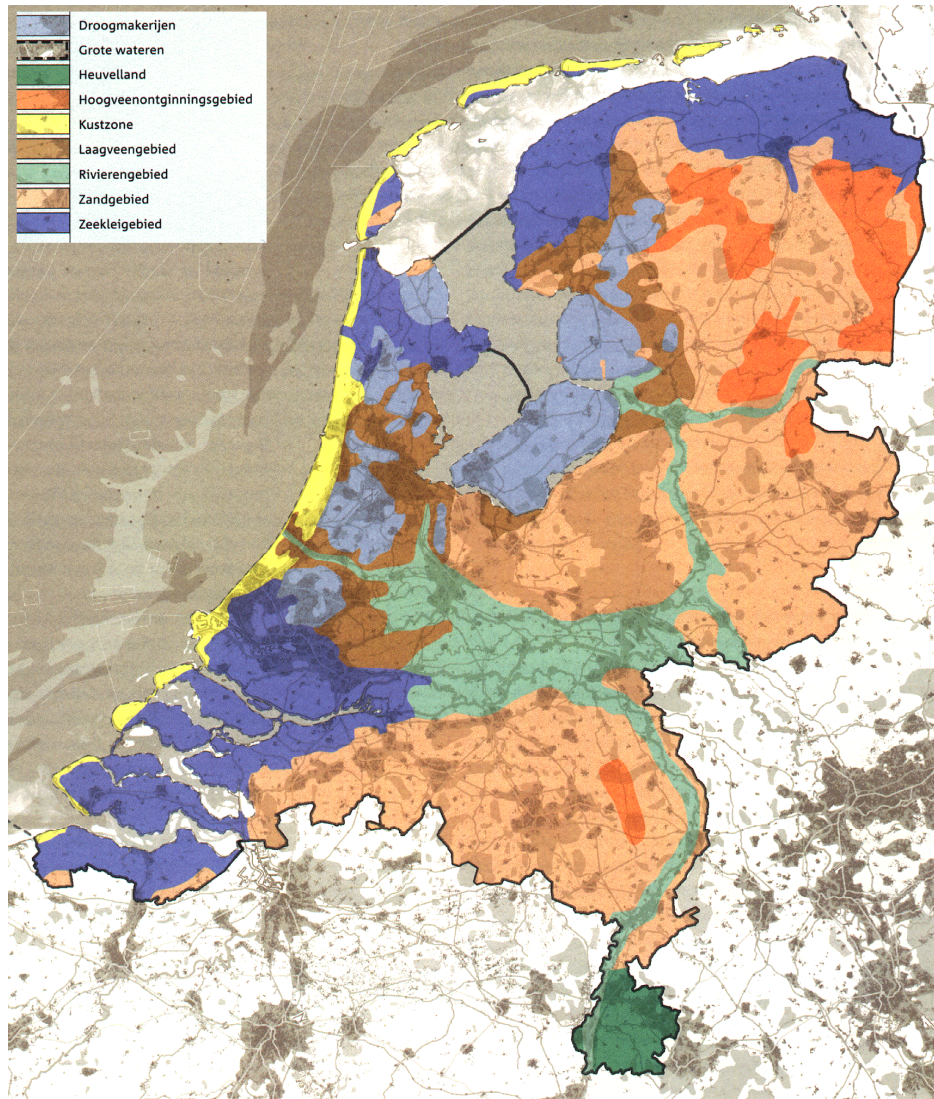 Droogmakerijen
Grote wateren
Heuvelland
Hoogveenontginningsgebied
Kustzone
Laagveengebied
Rivierengebied
Zandgebied
Zeekleigebied